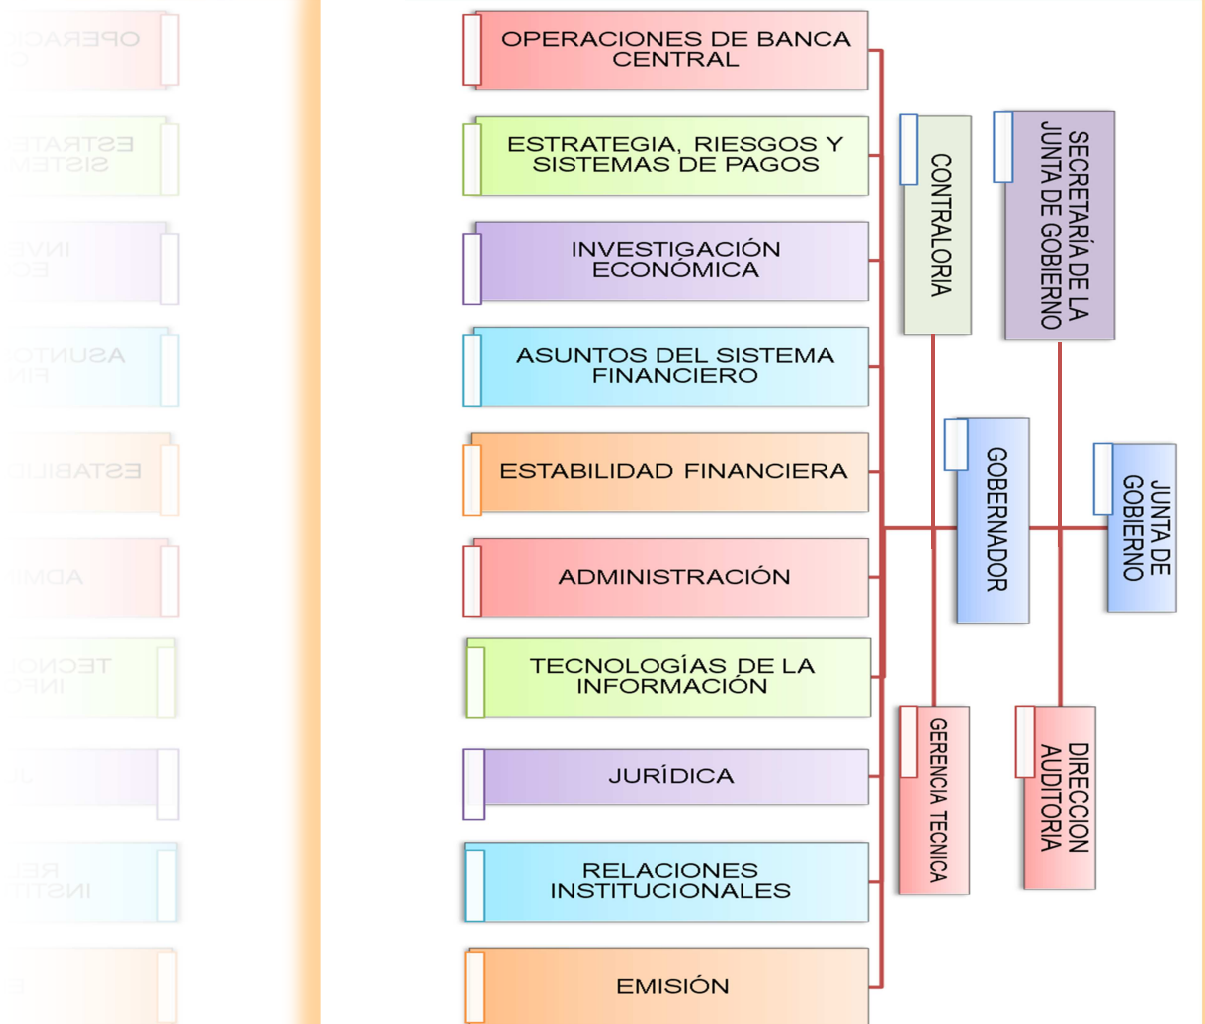 OPERACIONES DE BANCA
CENTRAL
ESTRATEGIA, RIESGOS Y
SISTEMAS DE PAGOS
INVESTIGACIÓN
ECONÓMICA
ASUNTOS DEL SISTEMA
FINANCIERO
ESTABILIDAD FINANCIERA
ADMINISTRACIÓN
TECNOLOGÍAS DE LA
INFORMACIÓN
JURÍDICA
RELACIONES
INSTITUCIONALES
EMISIÓN
CONTRALORIA
SECRETARÍA DE LA
JUNTA DE GOBIERNO
GOBERNADOR
JUNTA DE
GOBIERNO
GERENCIA TECNICA
DIRECCION
AUDITORIA